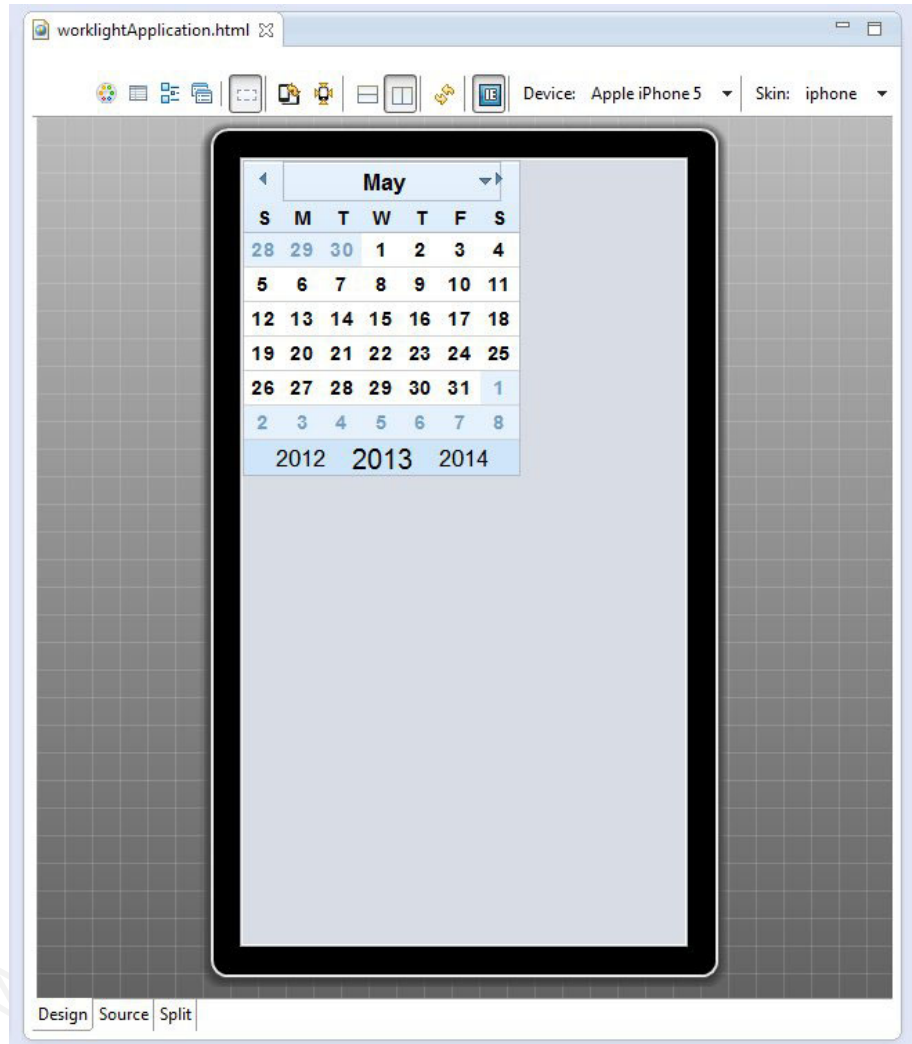 worklightApplication.html
Device: Apple iPhone 5 Skin: iphone
May
S M T W T F S
28 29 30 1 2 3 4
5 6 7 8 9 10 11
12 13 14 15 16 17 18
19 20 21 22 23 24 25
26 27 28 29 30 31 1
2 3 4 5 6 7 8
2012 2013 2014
Design Source Split